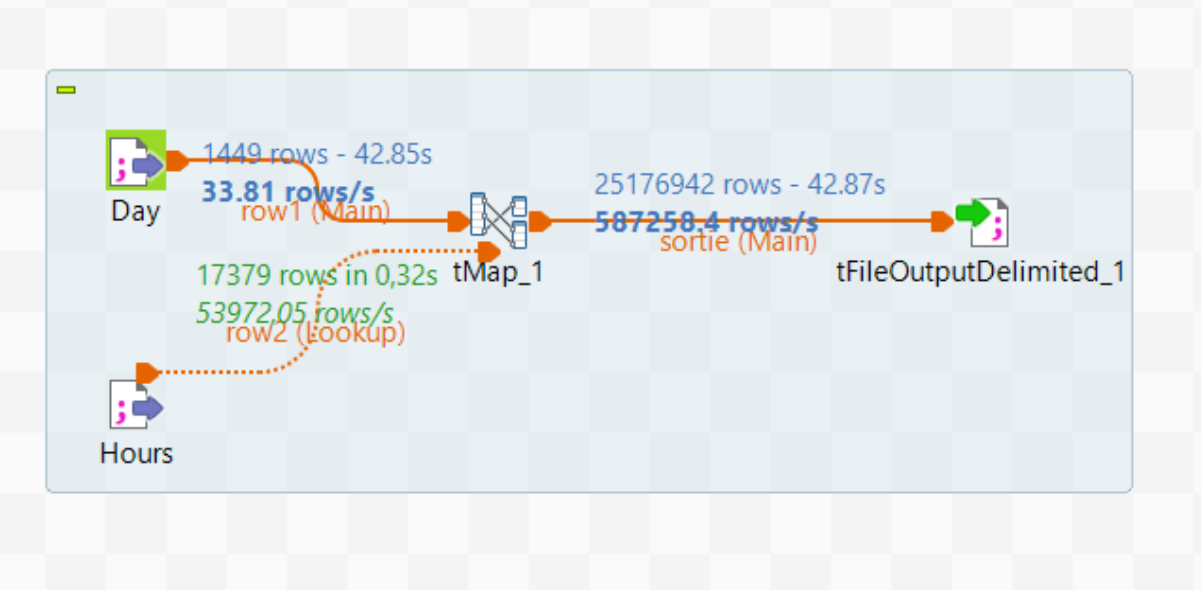 1449 rows - 42.85s
33.81 rows/s
row1 (Main)
Day
25176942 rows - 42.87s
587258.4 rows/s
sortie (Main)
17379 rows in 0,32s
53972,05 rows/s
row2 (Lookup)
tMap_1
tFileOutputDelimited_1
Hours